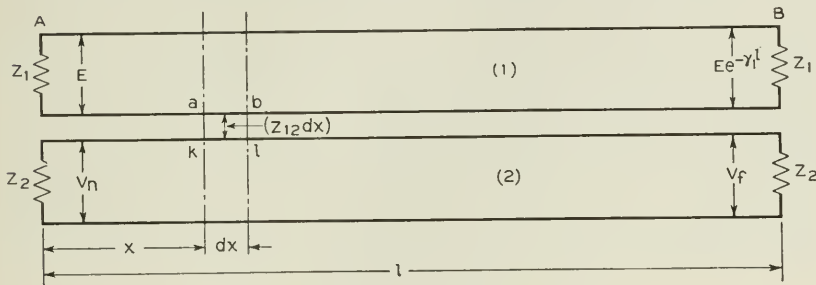 A
B
Z₁
E
(1)
Ee^-γ₁l
Z₁
a
b
(Z₁₂dx)
k
l
Z₂
Vn
(2)
Vf
Z₂
x
dx
l